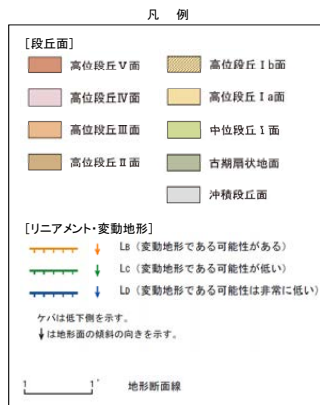 凡 例
[段丘面]
高位段丘Ⅴ面
高位段丘Ⅰb面
高位段丘Ⅳ面
高位段丘Ⅰa面
高位段丘Ⅲ面
中位段丘Ⅰ面
高位段丘Ⅱ面
古期扇状地面
沖積段丘面
[リニアメント・変動地形]
LB (変動地形である可能性がある)
LC (変動地形である可能性が低い)
LD (変動地形である可能性は非常に低い)
ケバは低下側を示す。
↓は地形面の傾斜の向きを示す。
1 1' 地形断面線